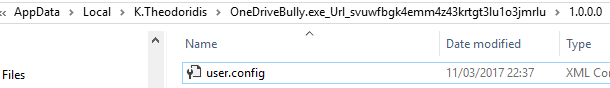 AppData > Local > K.Theodoridis > OneDriveBully.exe_Url_svuwfbgk4emm4z43krtgt3lu1o3jmrlu > 1.0.0.0
Name Date modified Type
Files
user.config 11/03/2017 22:37 XML Con